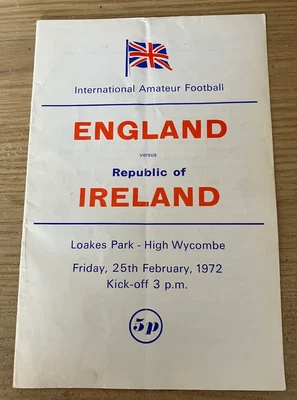 International Amateur Football
ENGLAND
versus
Republic of
IRELAND
Loakes Park - High Wycombe
Friday, 25th February, 1972
Kick-off 3 p.m.
5p